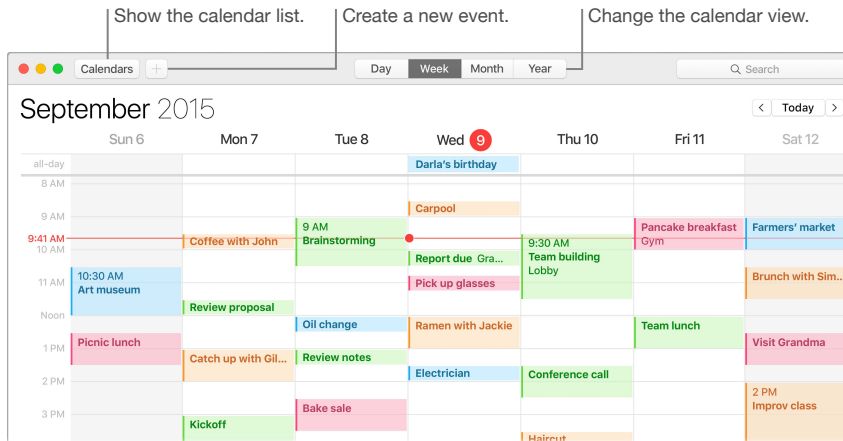 Show the calendar list.
Create a new event.
Change the calendar view.
Calendars
+
Day
Week
Month
Year
Search
September 2015
<
Today
>
Sun 6
Mon 7
Tue 8
Wed 9
Thu 10
Fri 11
Sat 12
all-day
Darla's birthday
8 AM
9 AM
9:41 AM
10 AM
11 AM
Noon
1 PM
2 PM
3 PM
10:30 AM
Art museum
Picnic lunch
Coffee with John
Review proposal
Catch up with Gil...
Kickoff
9 AM
Brainstorming
Oil change
Review notes
Bake sale
Carpool
Report due Gra...
Pick up glasses
Ramen with Jackie
Electrician
9:30 AM
Team building
Lobby
Conference call
Haircut
Pancake breakfast
Gym
Team lunch
Farmers' market
Brunch with Sim...
Visit Grandma
2 PM
Improv class